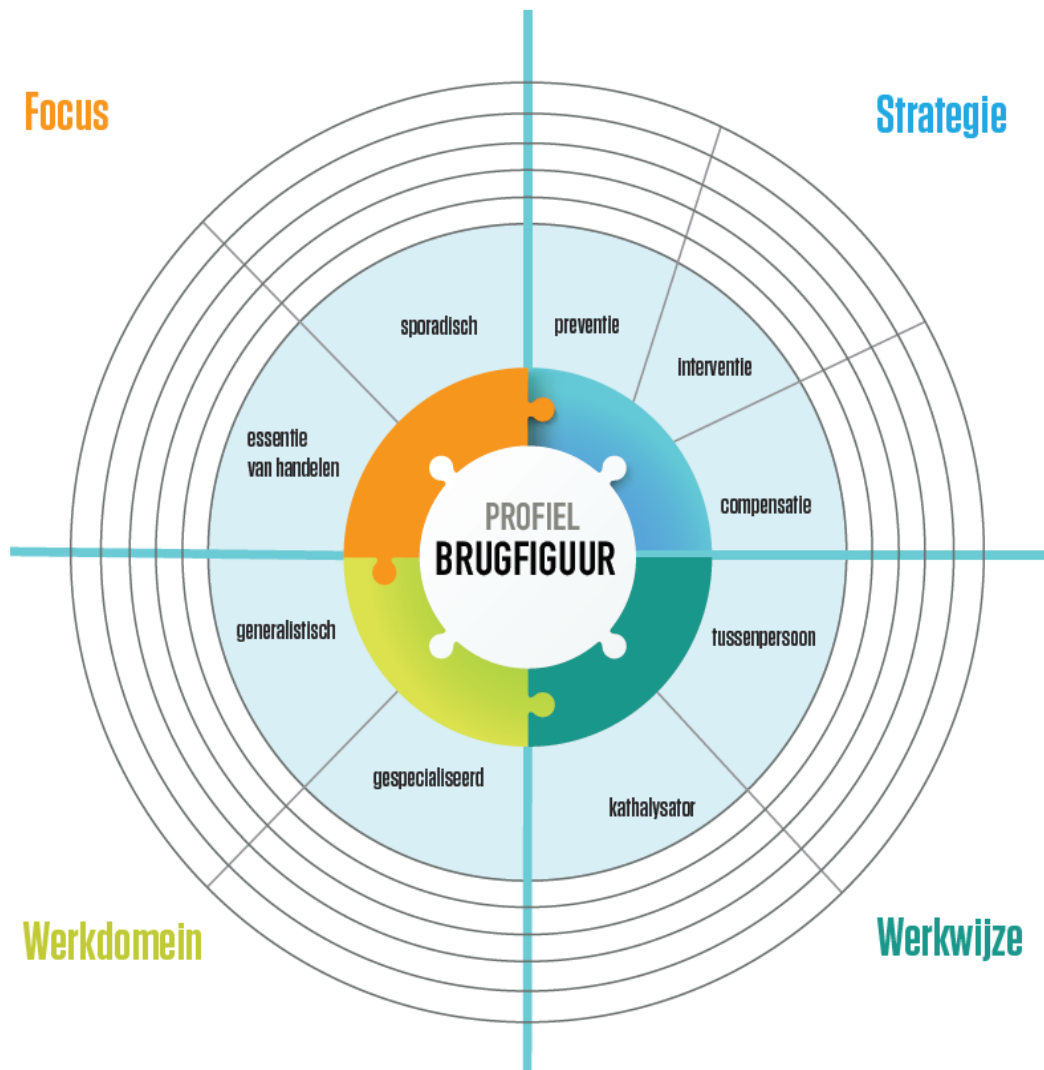 Focus
Strategie
sporadisch
preventie
interventie
essentie
van handelen
compensatie
PROFIEL
BRUGFIGUUR
generalistisch
tussenpersoon
gespecialiseerd
kathalysator
Werkdomein
Werkwijze